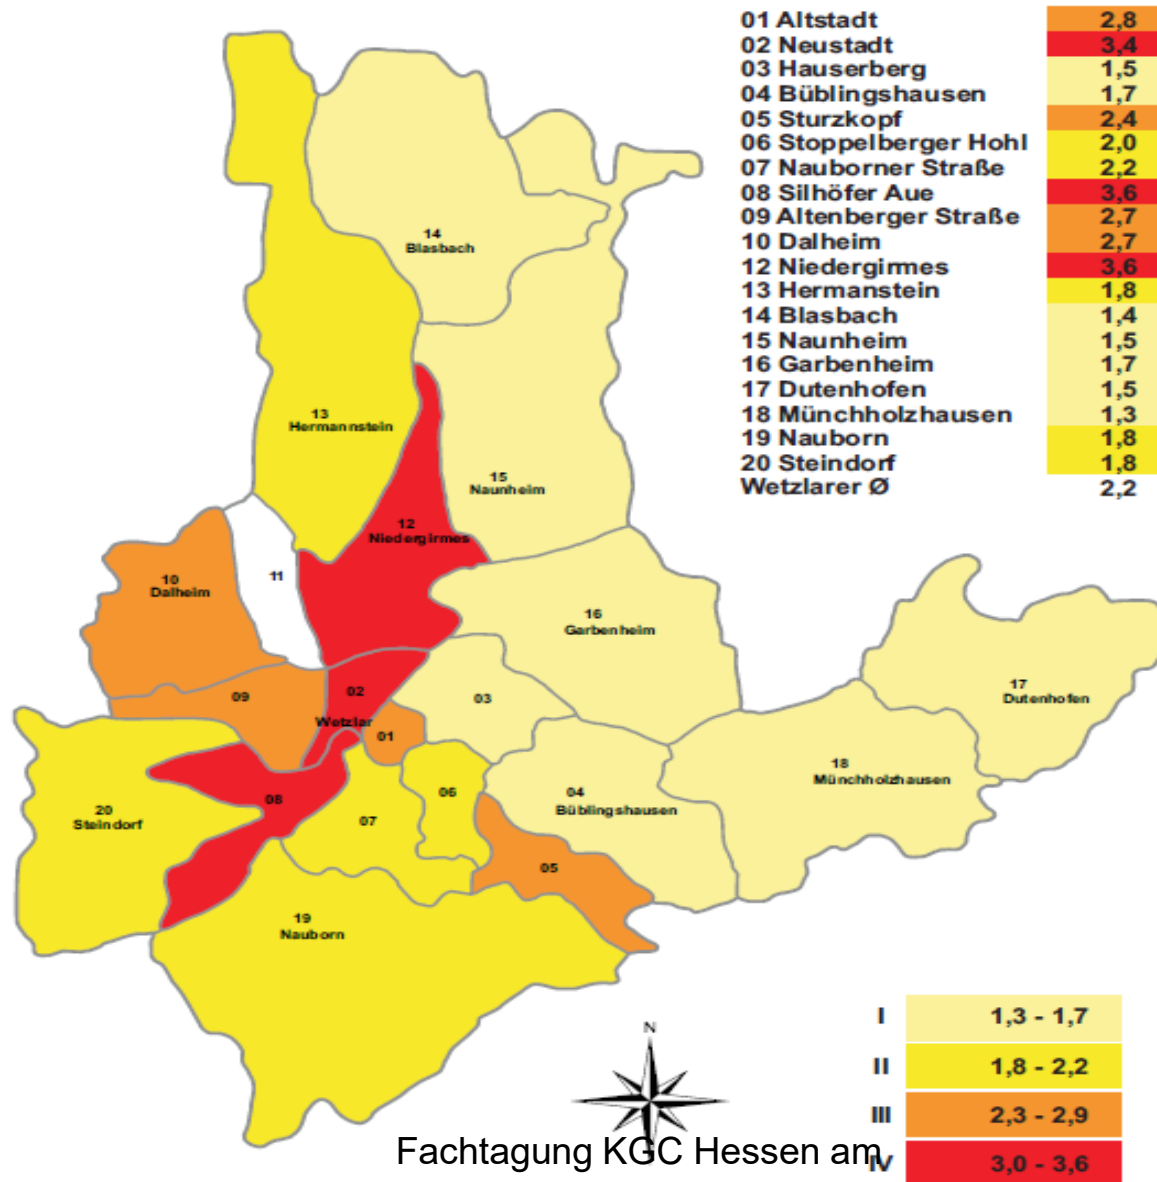 01 Altstadt 2,8
02 Neustadt 3,4
03 Hauserberg 1,5
04 Büblingshausen 1,7
05 Sturzkopf 2,4
06 Stoppelberger Hohl 2,0
07 Nauborner Straße 2,2
08 Silhöfer Aue 3,6
09 Altenberger Straße 2,7
10 Dalheim 2,7
12 Niedergirmes 3,6
13 Hermanstein 1,8
14 Blasbach 1,4
15 Naunheim 1,5
16 Garbenheim 1,7
17 Dutenhofen 1,5
18 Münchholzhausen 1,3
19 Nauborn 1,8
20 Steindorf 1,8
Wetzlarer Ø 2,2
14
Blasbach
13
Hermannstein
15
Naunheim
12
Niedergirmes
10
Dalheim
11
16
Garbenheim
09
02
Wetzlar
01
03
17
Dutenhofen
18
Münchholzhausen
20
Steindorf
08
07
06
04
Büblingshausen
05
19
Nauborn
N
I 1,3 - 1,7
II 1,8 - 2,2
III 2,3 - 2,9
IV 3,0 - 3,6
Fachtagung KGC Hessen am